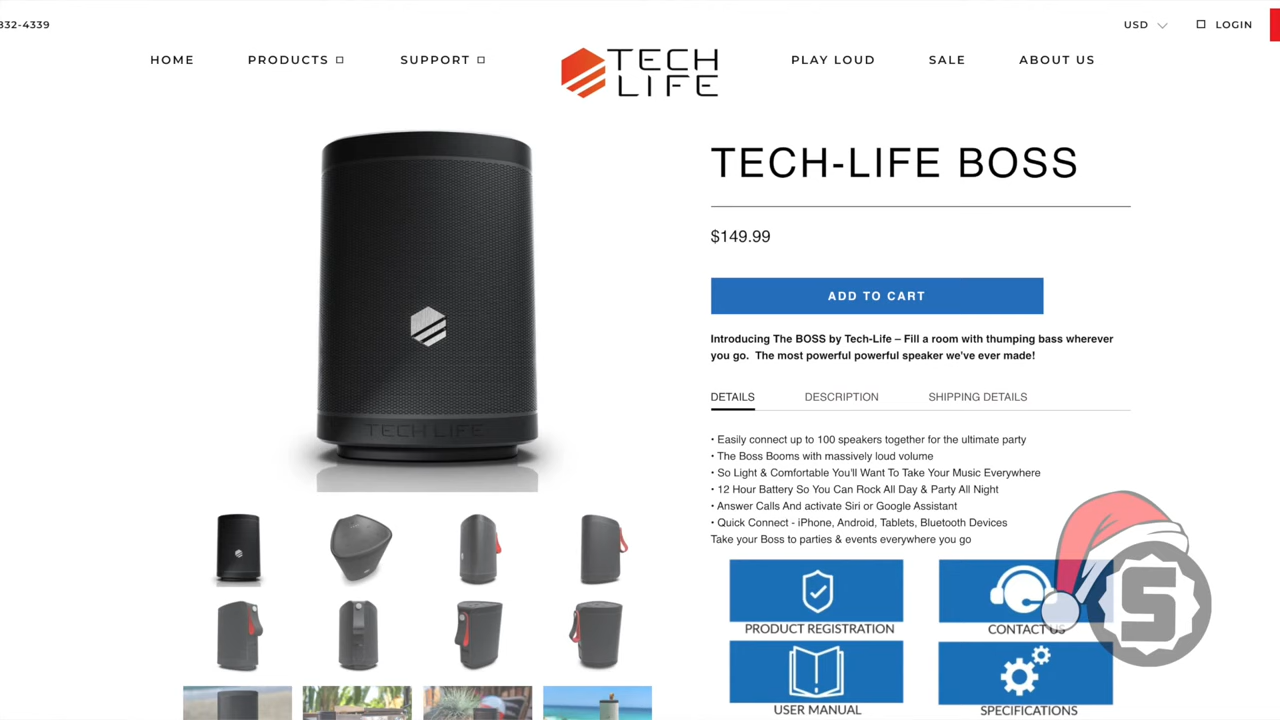 332-4339
USD
LOGIN
HOME
PRODUCTS
SUPPORT
TECH
LIFE
PLAY LOUD
SALE
ABOUT US
TECH-LIFE BOSS
$149.99
ADD TO CART
Introducing The BOSS by Tech-Life – Fill a room with thumping bass wherever
you go. The most powerful powerful speaker we've ever made!
DETAILS
DESCRIPTION
SHIPPING DETAILS
• Easily connect up to 100 speakers together for the ultimate party
• The Boss Booms with massively loud volume
• So Light & Comfortable You'll Want To Take Your Music Everywhere
• 12 Hour Battery So You Can Rock All Day & Party All Night
• Answer Calls And activate Siri or Google Assistant
• Quick Connect - iPhone, Android, Tablets, Bluetooth Devices
Take your Boss to parties & events everywhere you go
TECH LIFE
PRODUCT REGISTRATION
CONTACT US
USER MANUAL
SPECIFICATIONS
S